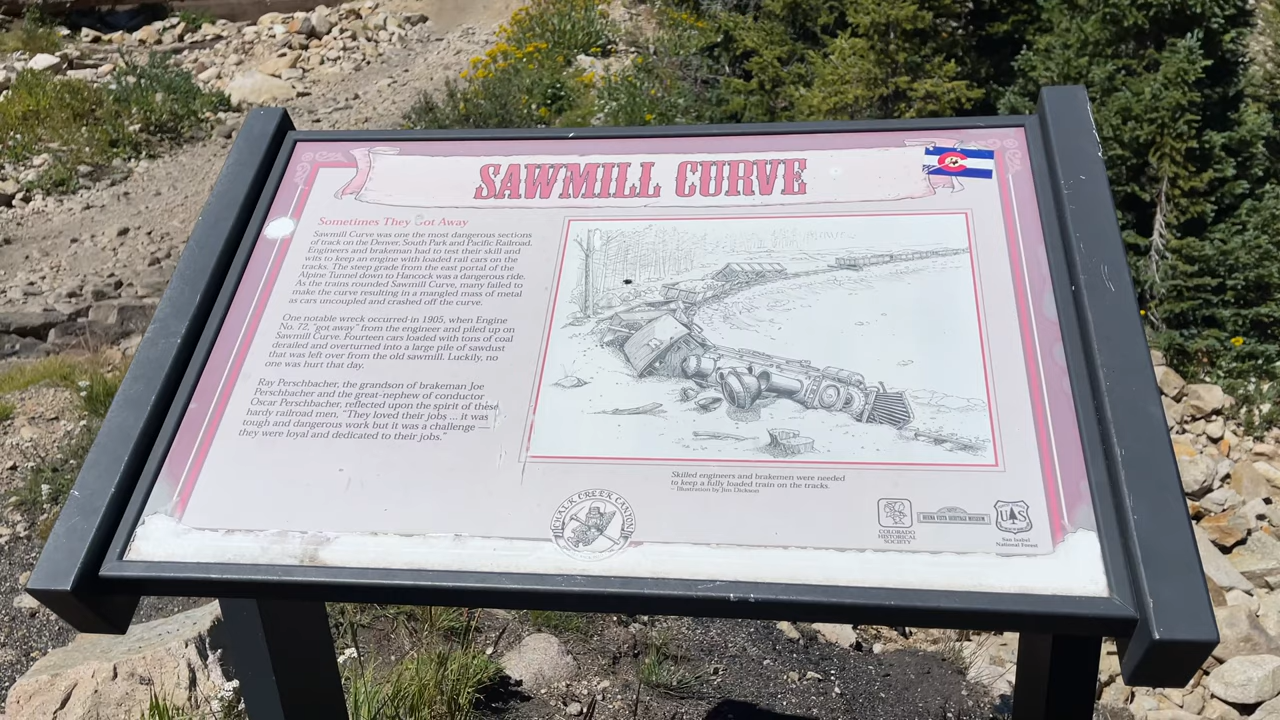 SAWMILL CURVE
Sometimes They Got Away
Sawmill Curve was one the most dangerous sections
of track on the Denver, South Park and Pacific Railroad.
Engineers and brakeman had to test their skill and
wits to keep an engine with loaded rail cars on the
tracks. The steep grade from the east portal of the
Alpine Tunnel down to Hancock was a dangerous ride.
As the trains rounded Sawmill Curve, many failed to
make the curve resulting in a mangled mass of metal
as cars uncoupled and crashed off the curve.
One notable wreck occurred in 1905, when Engine
No. 72, "got away" from the engineer and piled up on
Sawmill Curve. Fourteen cars loaded with tons of coal
derailed and overturned into a large pile of sawdust
that was left over from the old sawmill. Luckily, no
one was hurt that day.
Ray Perschbacher, the grandson of brakeman Joe
Perschbacher and the great-nephew of conductor
Oscar Perschbacher, reflected upon the spirit of these
hardy railroad men, "They loved their jobs ... it was
tough and dangerous work but it was a challenge —
they were loyal and dedicated to their jobs."
Skilled engineers and brakemen were needed
to keep a fully loaded train on the tracks.
– Illustration by Jim Dickson
CHALK CREEK CANYON
COLORADO
HISTORICAL
SOCIETY
BUENA VISTA HERITAGE MUSEUM
UAS
San Isabel
National Forest